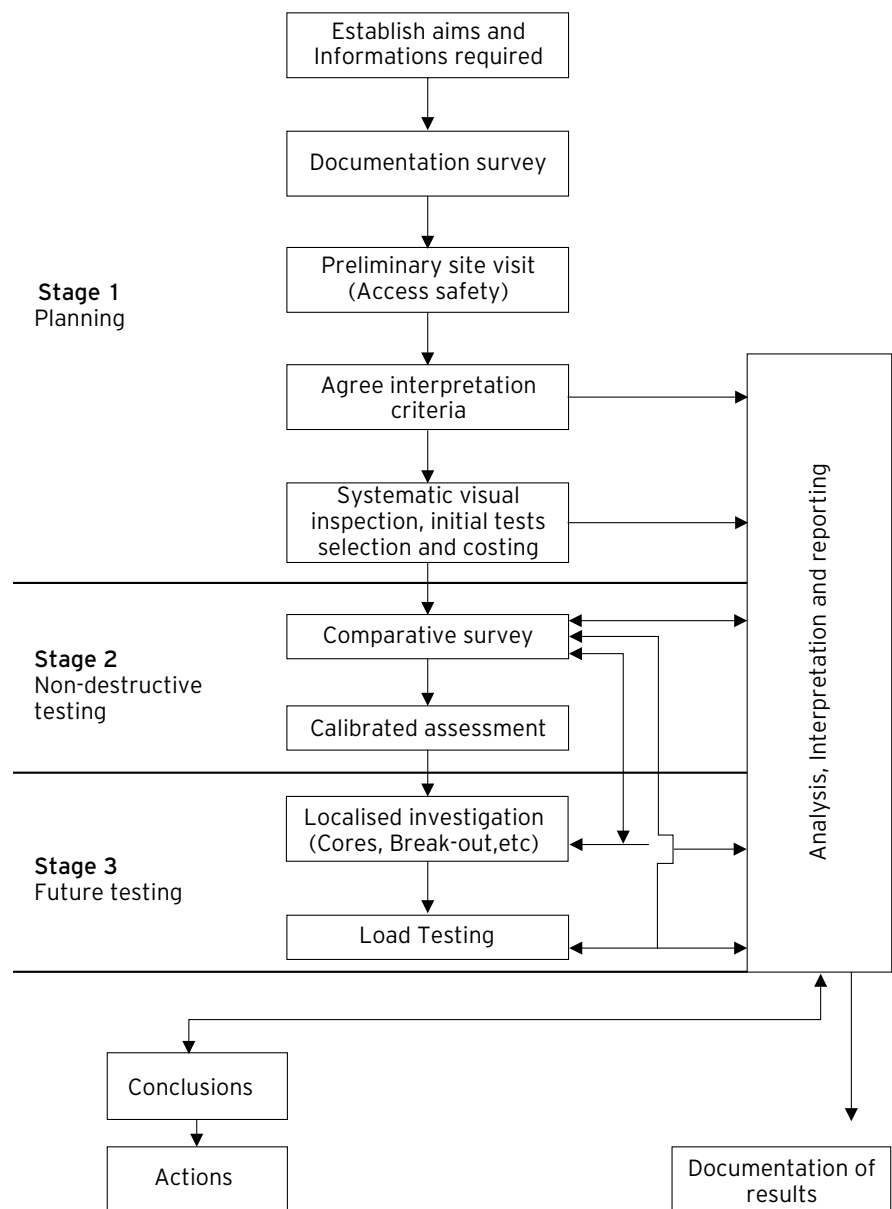 Establish aims and
Informations required
Documentation survey
Preliminary site visit
(Access safety)
Stage 1
Planning
Agree interpretation
criteria
Systematic visual
inspection, initial tests
selection and costing
Analysis, Interpretation and reporting
Comparative survey
Stage 2
Non-destructive
testing
Calibrated assessment
Localised investigation
(Cores, Break-out,etc)
Stage 3
Future testing
Load Testing
Conclusions
Actions
Documentation of
results